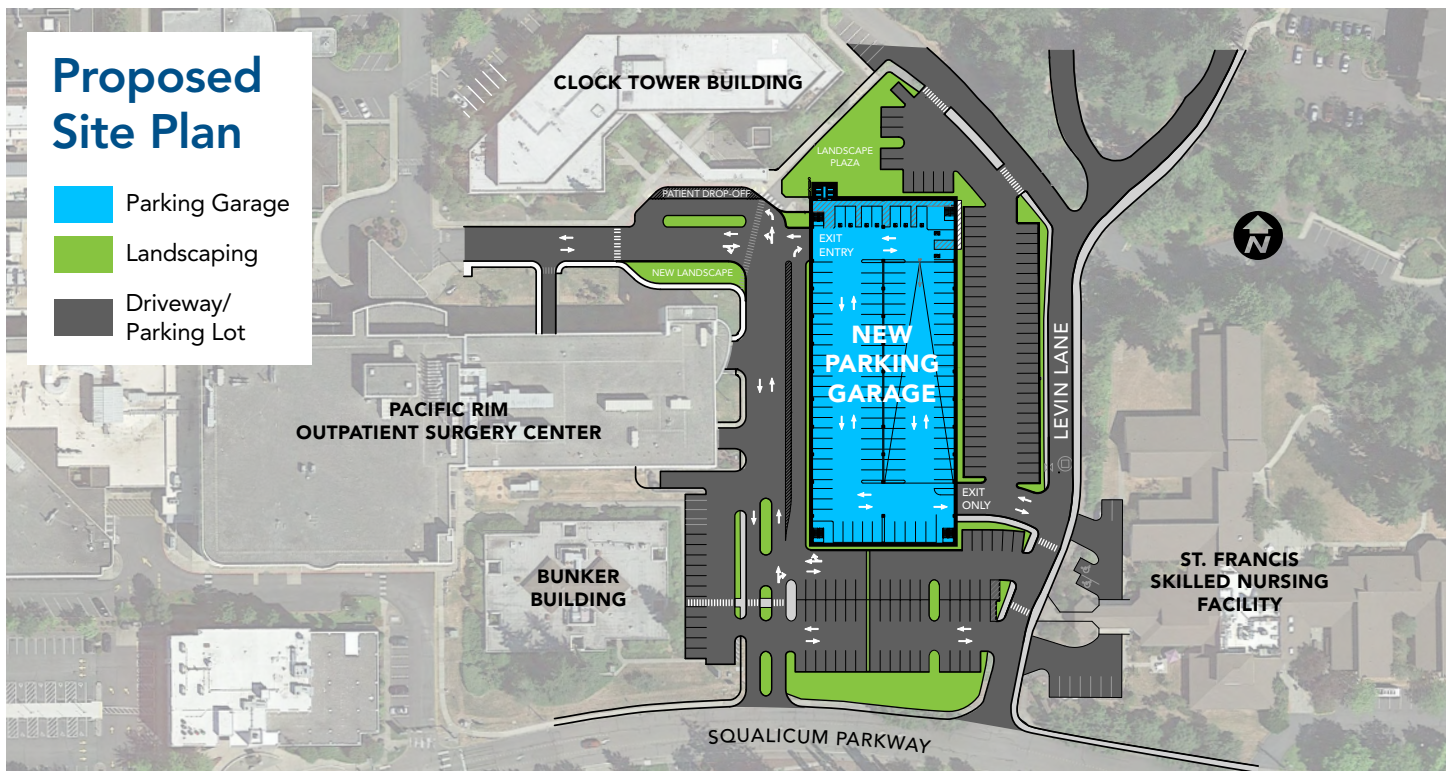 Proposed
Site Plan
Parking Garage
Landscaping
Driveway/
Parking Lot
CLOCK TOWER BUILDING
LANDSCAPE
PLAZA
PATIENT DROP-OFF
EXIT
ENTRY
NEW LANDSCAPE
N
NEW
PARKING
GARAGE
LEVIN LANE
PACIFIC RIM
OUTPATIENT SURGERY CENTER
EXIT
ONLY
BUNKER
BUILDING
ST. FRANCIS
SKILLED NURSING
FACILITY
SQUALICUM PARKWAY